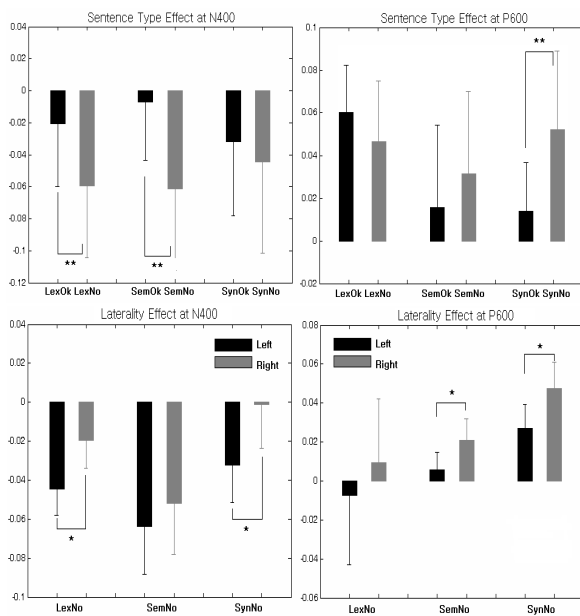 Sentence Type Effect at N400
0.04
0.02
0
-0.02
-0.04
-0.06
-0.08
-0.1
-0.12
**
**
LexOk LexNo
SemOk SemNo
SynOk SynNo
Sentence Type Effect at P600
0.1
0.08
0.06
0.04
0.02
0
-0.02
**
LexOk LexNo
SemOk SemNo
SynOk SynNo
Laterality Effect at N400
0.04
0.02
0
-0.02
-0.04
-0.06
-0.08
-0.1
Left
Right
*
*
LexNo
SemNo
SynNo
Laterality Effect at P600
0.08
0.06
0.04
0.02
0
-0.02
-0.04
-0.06
Left
Right
*
*
LexNo
SemNo
SynNo